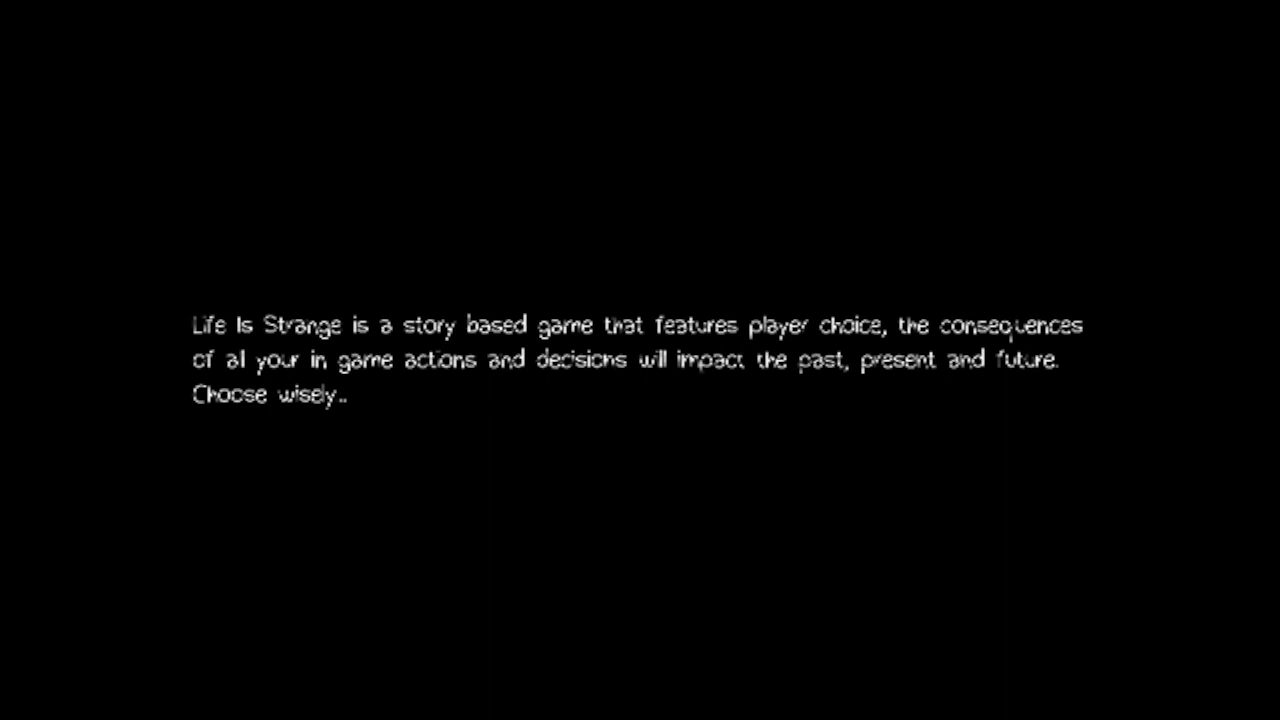 Life Is Strange is a story based game that features player choice, the consequences
of all your in game actions and decisions will impact the past, present and future.
Choose wisely..